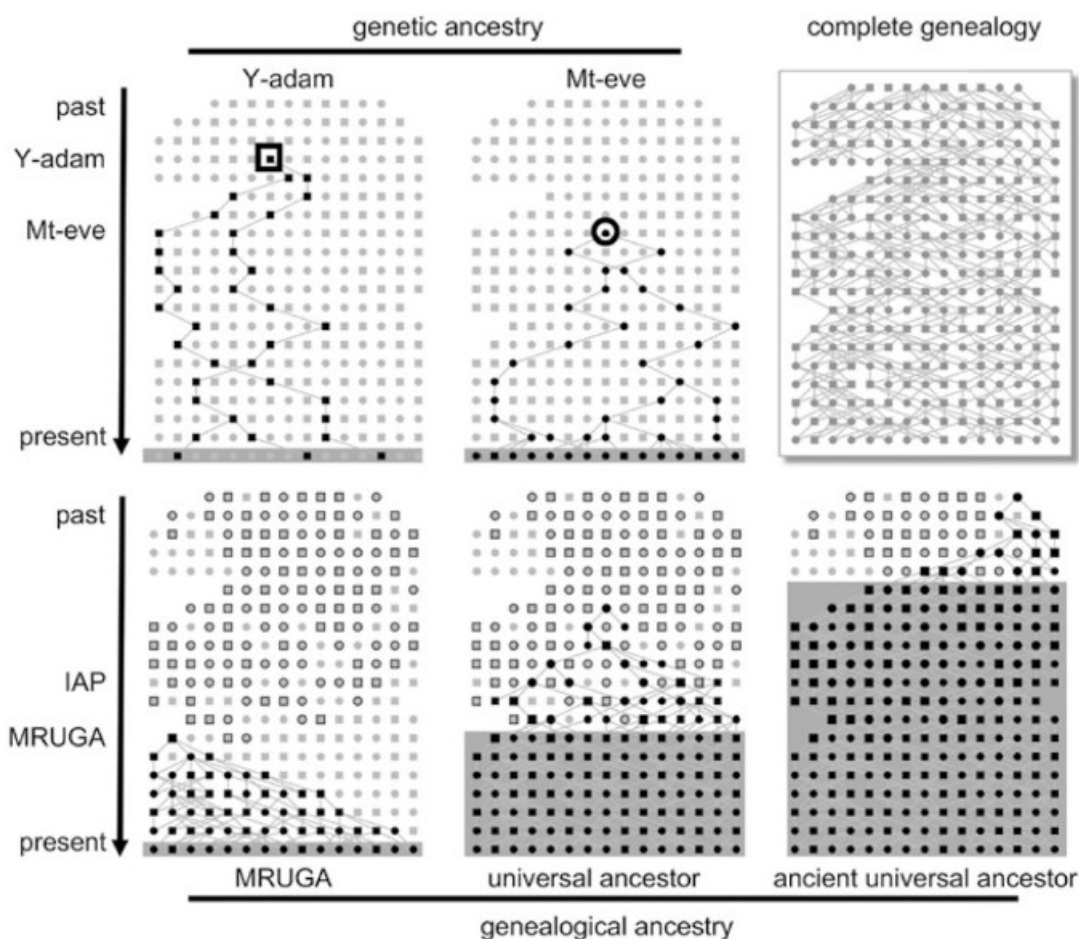 genetic ancestry
complete genealogy
Y-adam
Mt-eve
past
Y-adam
Mt-eve
present
past
IAP
MRUGA
present
MRUGA
universal ancestor
ancient universal ancestor
genealogical ancestry